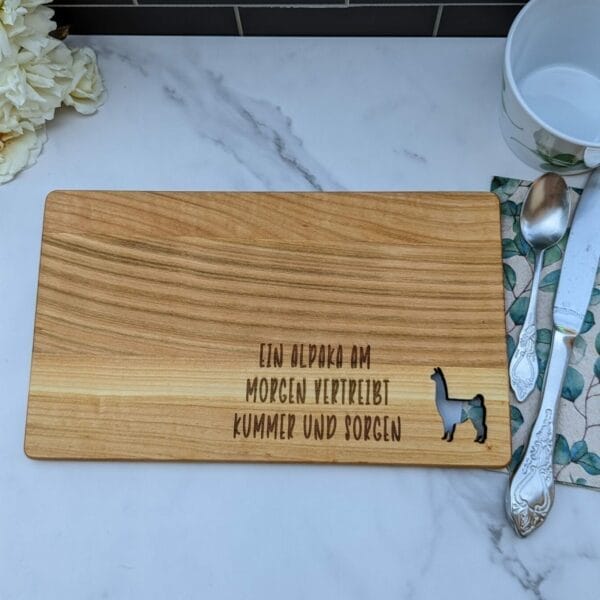 EIN ALPAKA AM
MORGEN VERTREIBT
KUMMER UND SORGEN